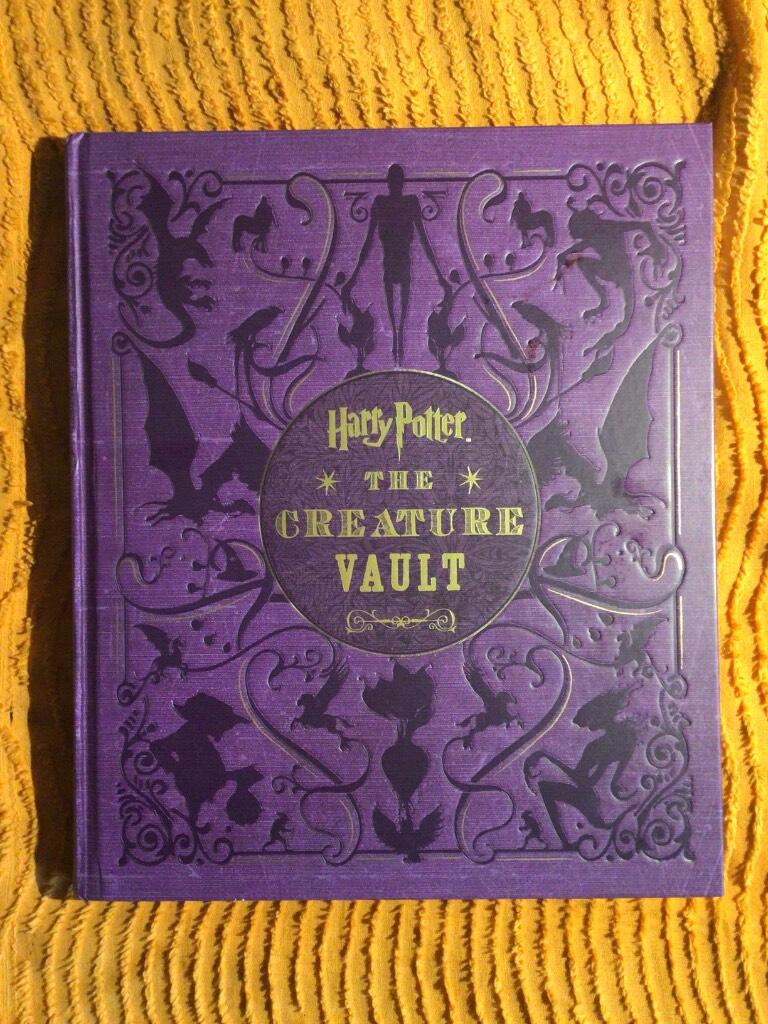 Harry Potter.
THE
CREATURE
VAULT